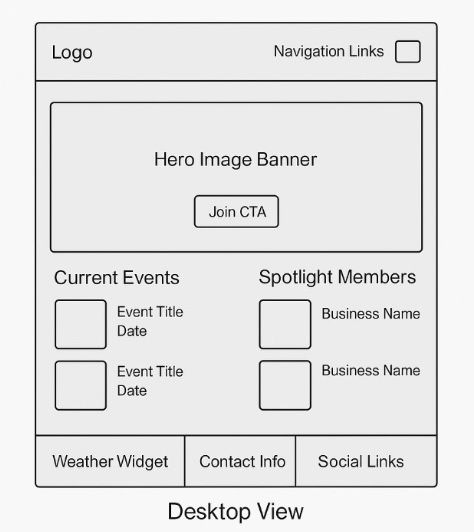 Logo
Navigation Links
Hero Image Banner
Join CTA
Current Events
Event Title
Date
Event Title
Date
Spotlight Members
Business Name
Business Name
Weather Widget
Contact Info
Social Links
Desktop View